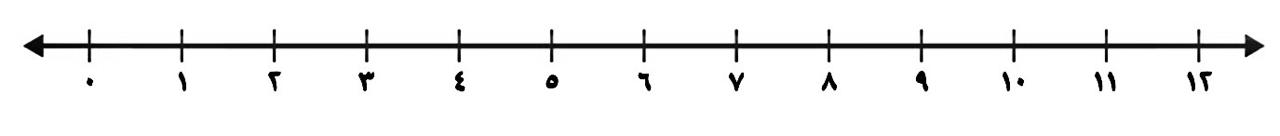 ٠ ١ ٢ ٣ ٤ ٥ ٦ ٧ ٨ ٩ ١٠ ١١ ١٢